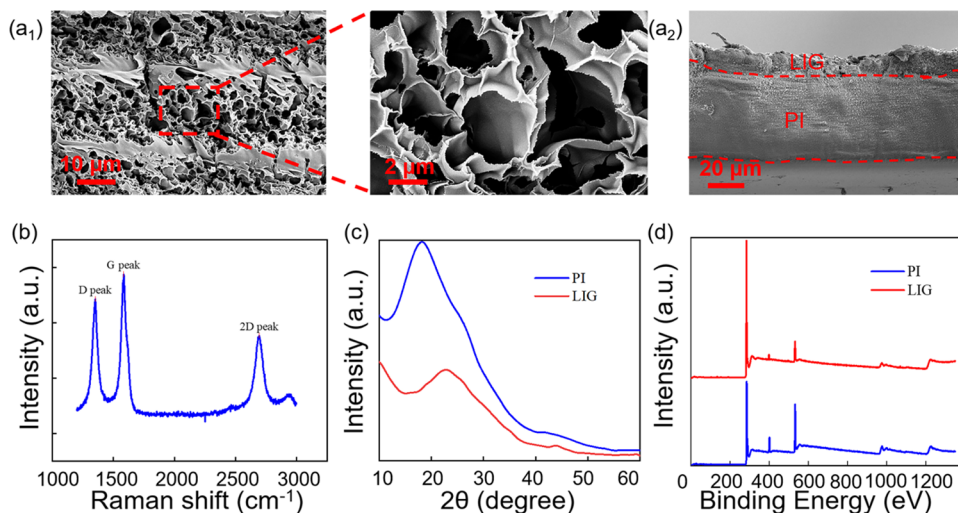 (a₁)
10 μm
2 μm
(a₂)
LIG
PI
20 μm
(b)
Intensity (a.u.)
D peak
G peak
2D peak
1000 1500 2000 2500 3000
Raman shift (cm⁻¹)
(c)
Intensity (a.u.)
PI
LIG
10 20 30 40 50 60
2θ (degree)
(d)
Intensity (a.u.)
PI
LIG
0 200 400 600 800 1000 1200
Binding Energy (eV)